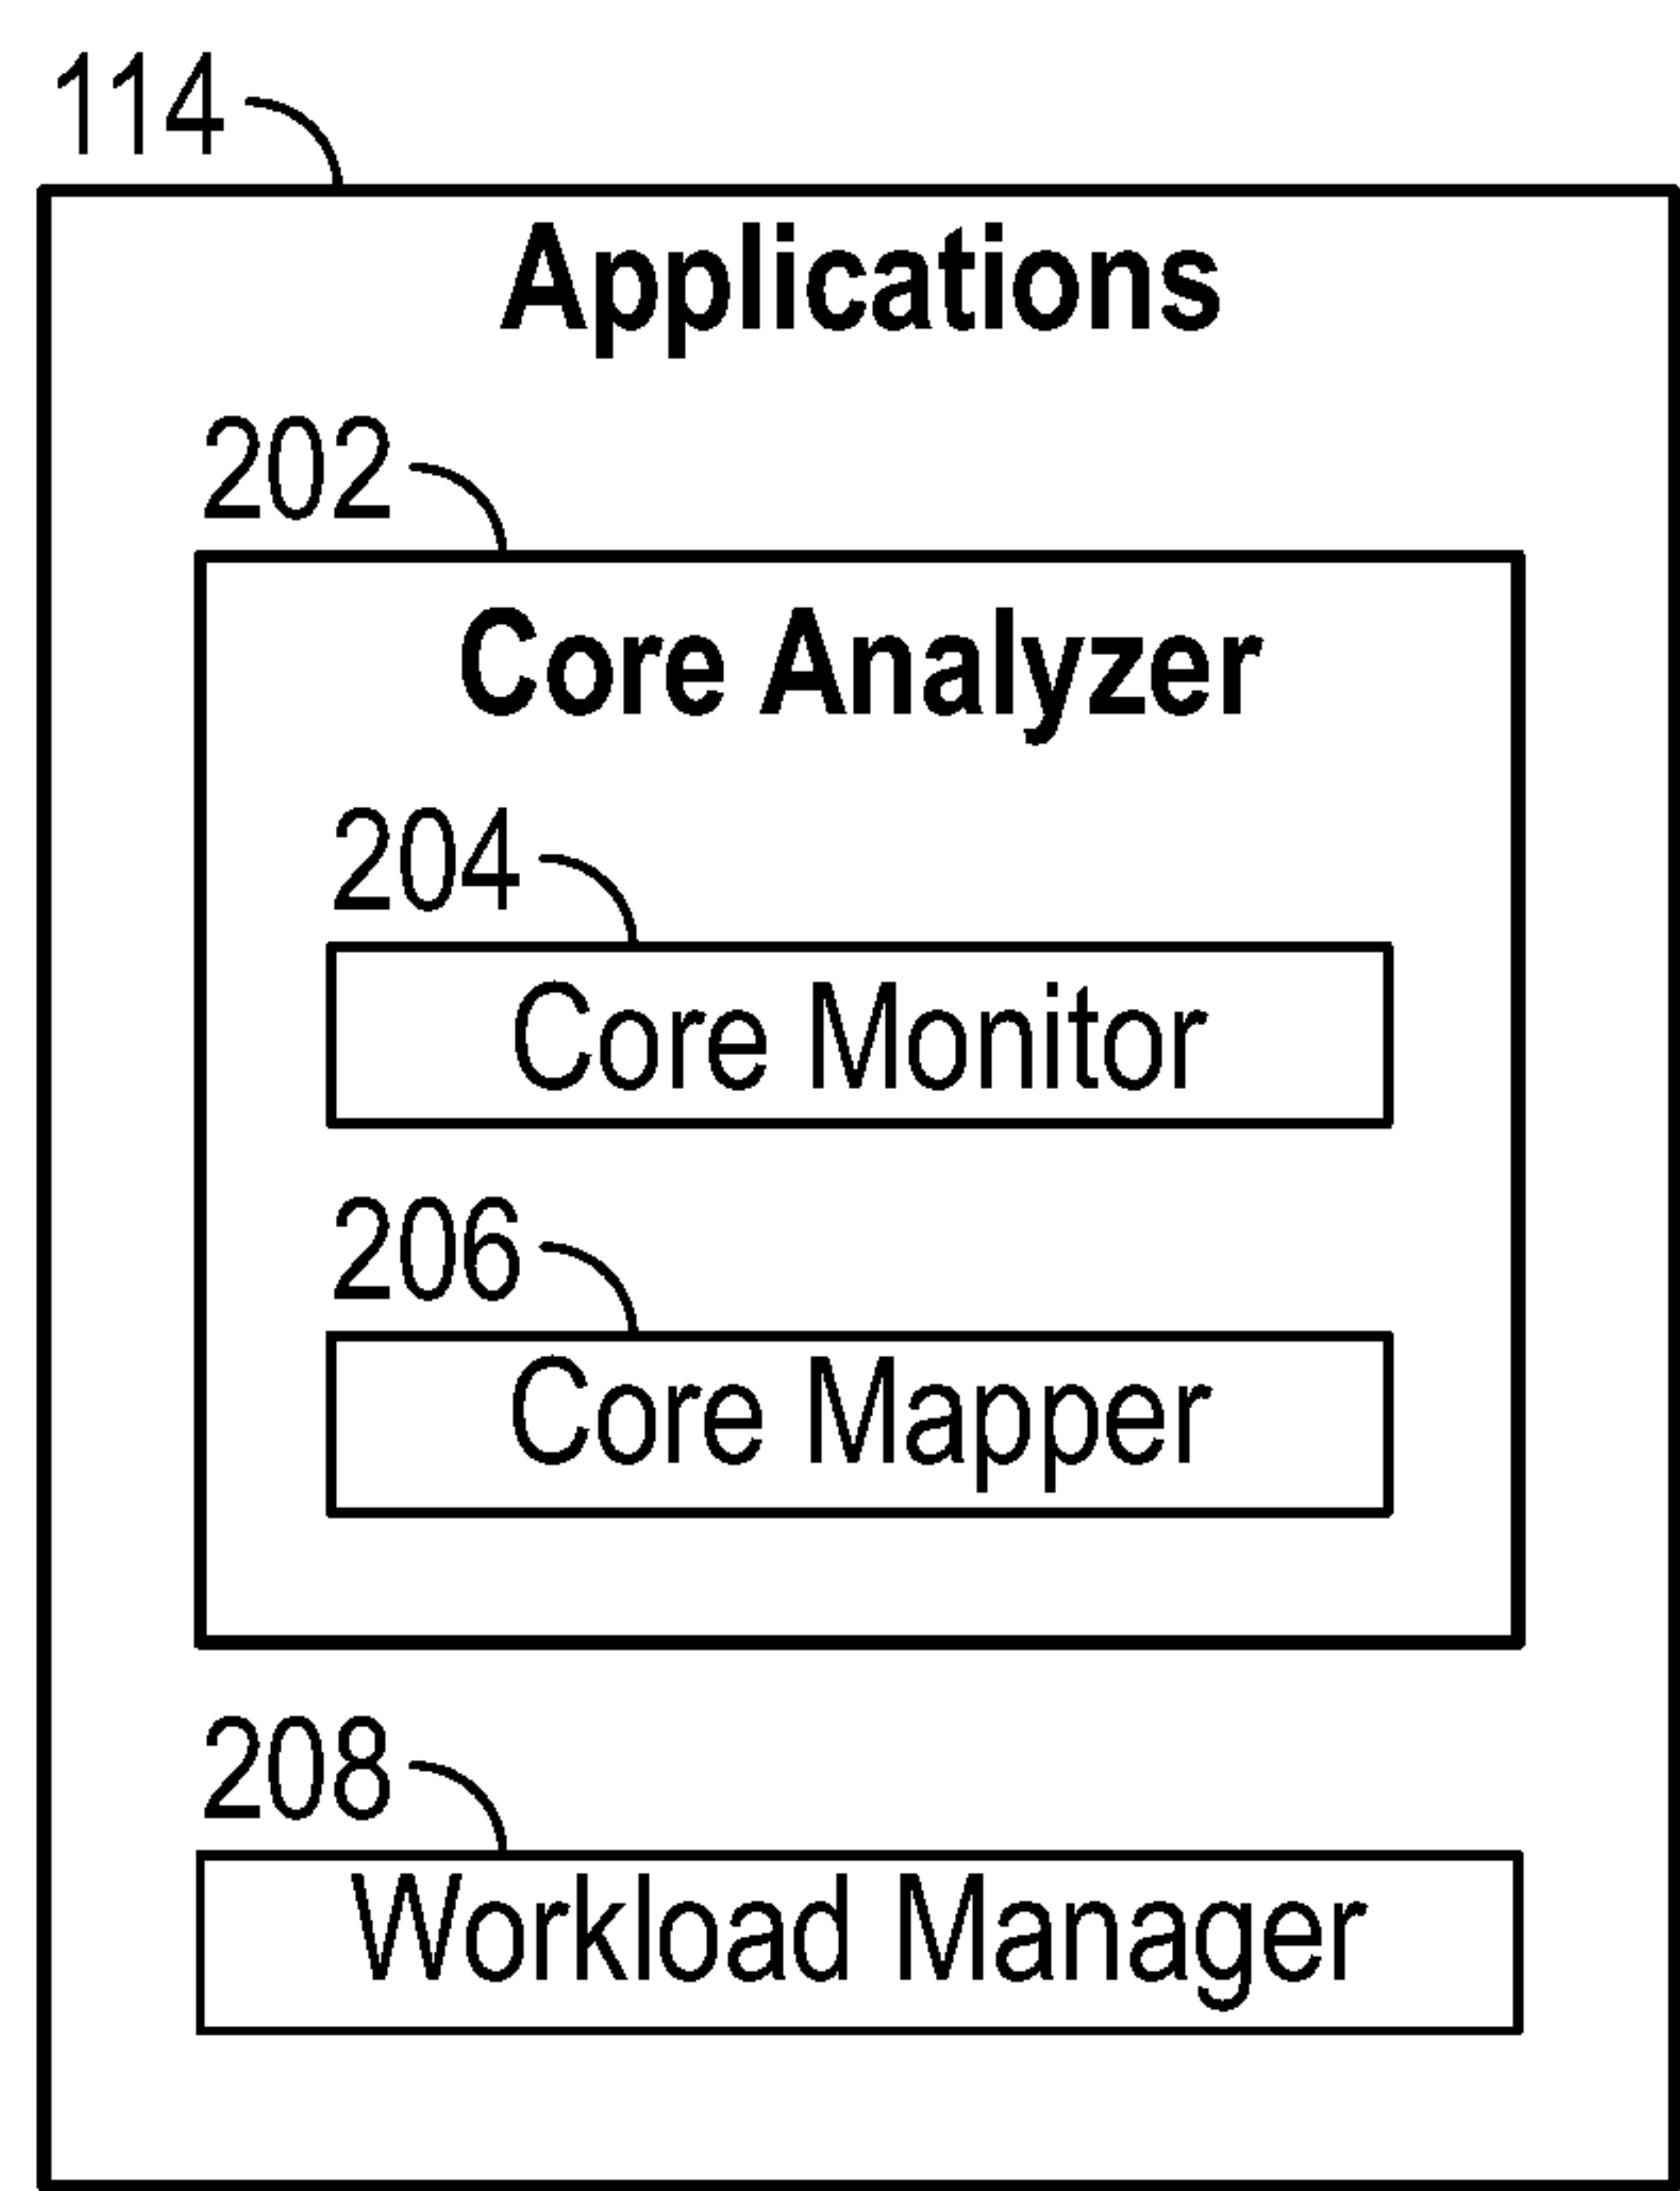 114
Applications
202
Core Analyzer
204
Core Monitor
206
Core Mapper
208
Workload Manager